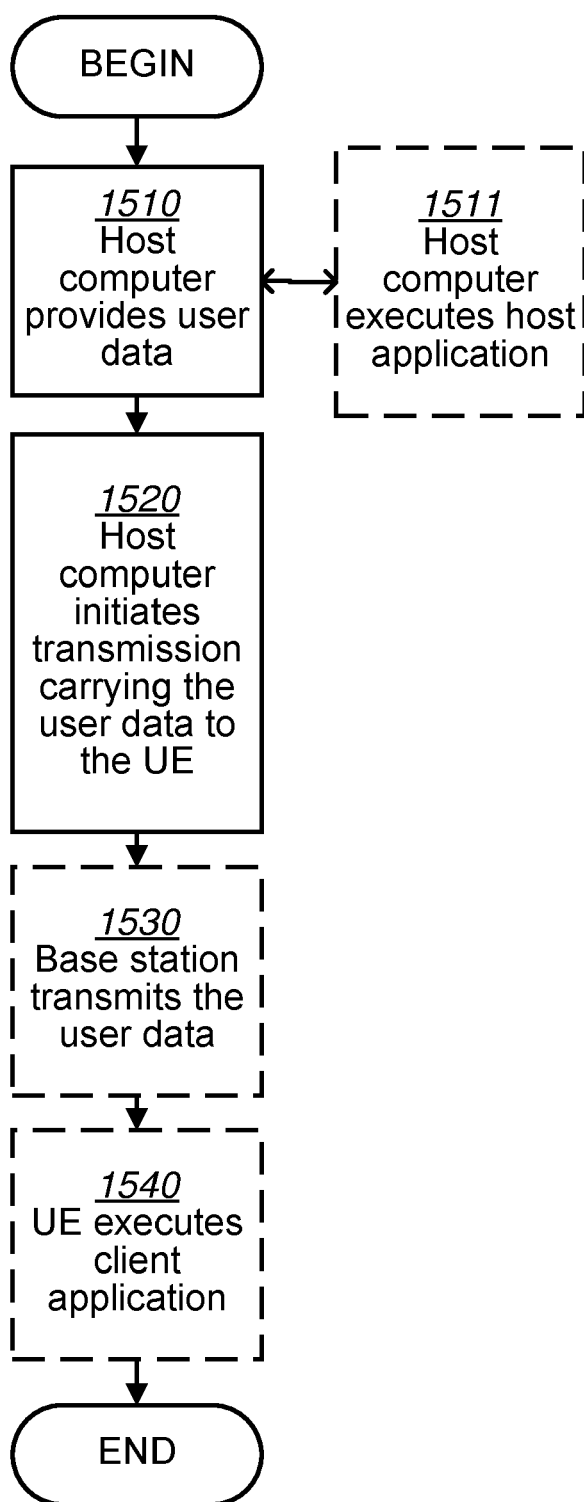 BEGIN
1510
Host
computer
provides user
data
1511
Host
computer
executes host
application
1520
Host
computer
initiates
transmission
carrying the
user data to
the UE
1530
Base station
transmits the
user data
1540
UE executes
client
application
END